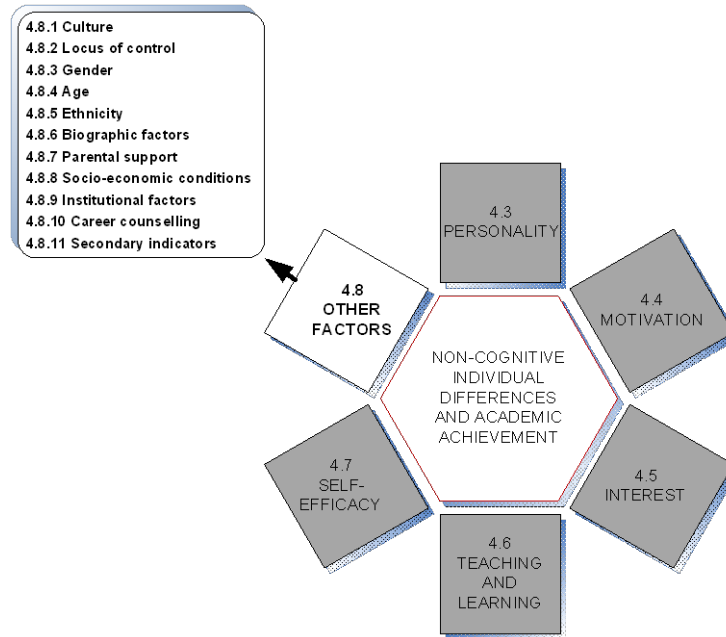 4.8.1 Culture
4.8.2 Locus of control
4.8.3 Gender
4.8.4 Age
4.8.5 Ethnicity
4.8.6 Biographic factors
4.8.7 Parental support
4.8.8 Socio-economic conditions
4.8.9 Institutional factors
4.8.10 Career counselling
4.8.11 Secondary indicators
4.3
PERSONALITY
4.4
MOTIVATION
4.8
OTHER
FACTORS
NON-COGNITIVE
INDIVIDUAL
DIFFERENCES
AND ACADEMIC
ACHIEVEMENT
4.7
SELF-
EFFICACY
4.5
INTEREST
4.6
TEACHING
AND
LEARNING